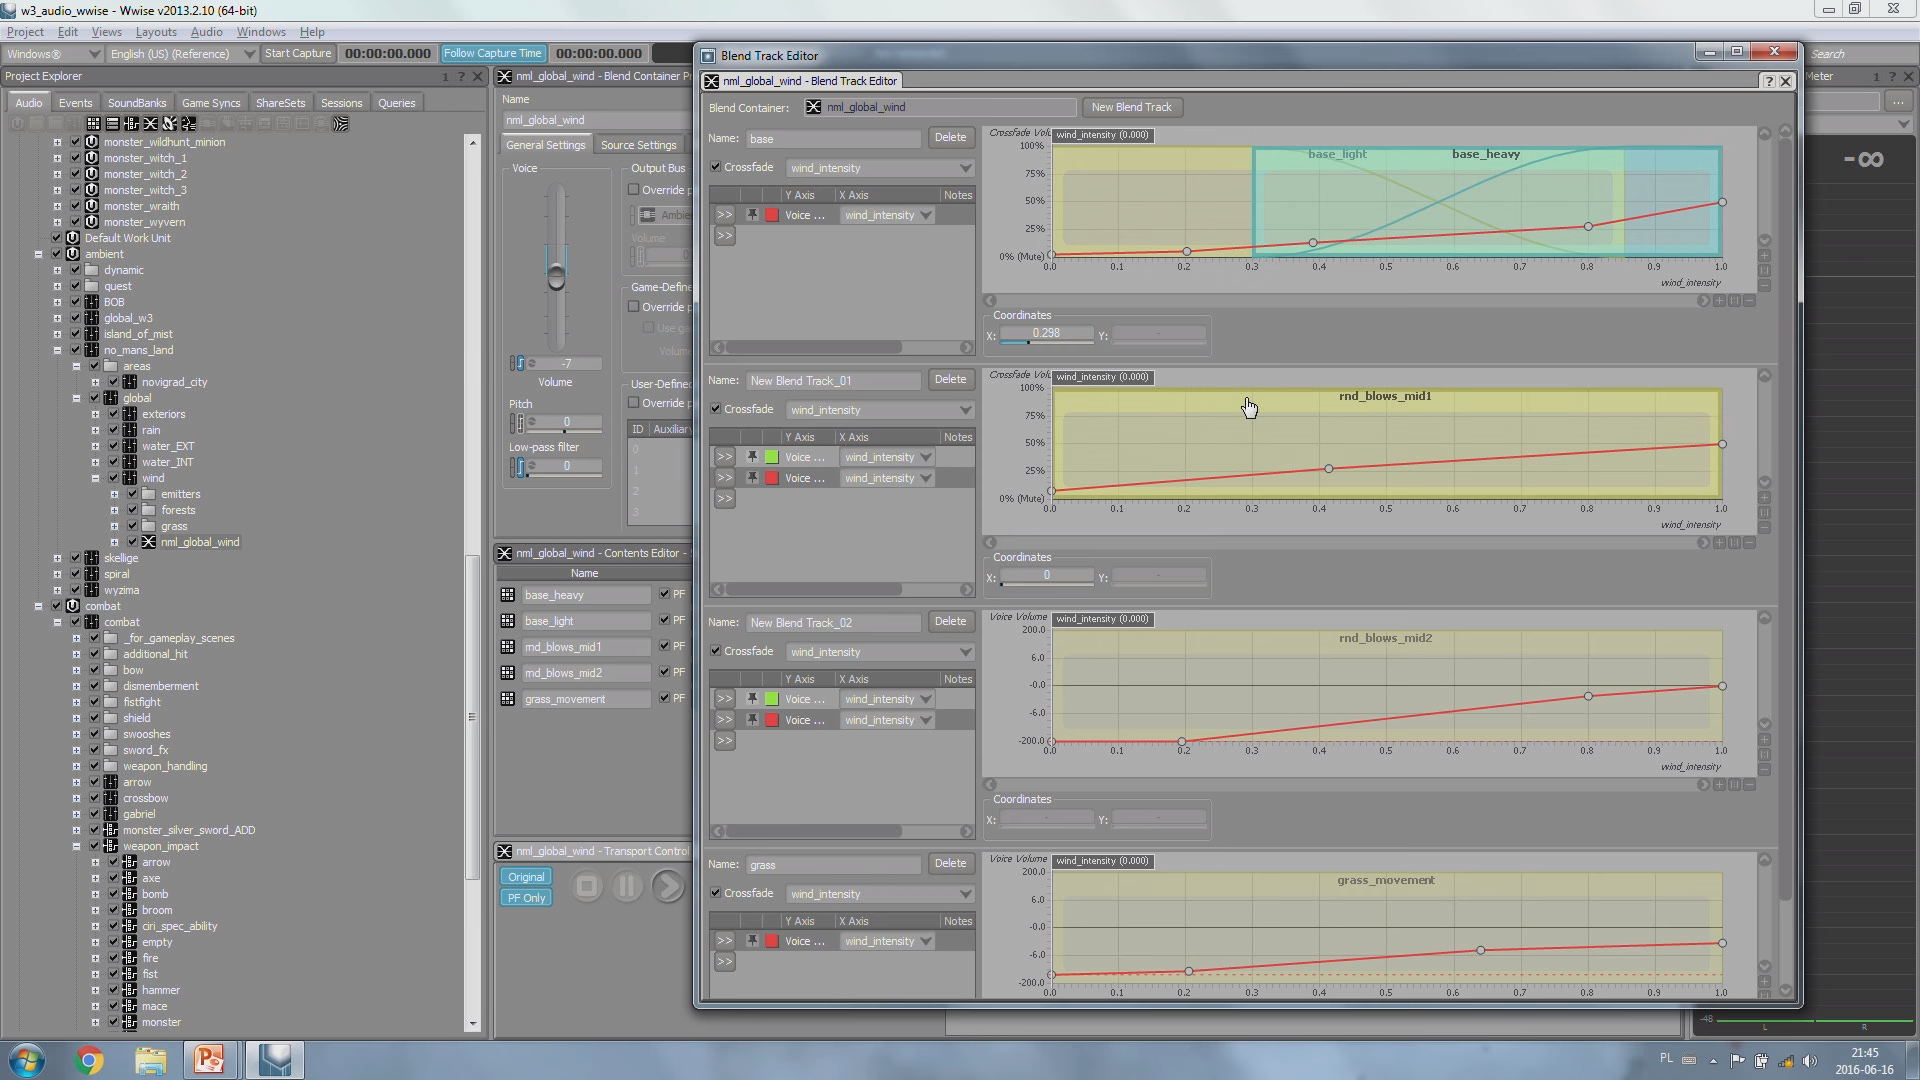 w3_audio_wwise - Wwise v2013.2.10 (64-bit)
Project Edit Views Layouts Audio Windows Help
Windows® English (US) (Reference) Start Capture 00:00:00.000 Follow Capture Time 00:00:00.000
Search
Project Explorer 1 ? X
Audio Events SoundBanks Game Syncs ShareSets Sessions Queries
monster_wildhunt_minion
monster_witch_1
monster_witch_2
monster_witch_3
monster_wraith
monster_wyvern
Default Work Unit
ambient
dynamic
quest
BOB
global_w3
island_of_mist
no_mans_land
areas
novigrad_city
global
exteriors
rain
water_EXT
water_INT
wind
emitters
forests
grass
nml_global_wind
skellige
spiral
wyzima
combat
combat
_for_gameplay_scenes
additional_hit
bow
dismemberment
fistfight
shield
swooshes
sword_fx
weapon_handling
arrow
crossbow
gabriel
monster_silver_sword_ADD
weapon_impact
arrow
axe
bomb
broom
ciri_spec_ability
empty
fire
fist
hammer
mace
monster
nml_global_wind - Blend Container Pr
Name
nml_global_wind
General Settings Source Settings
Voice
Output Bus
Override p
Ambie
Volume
0
Game-Define
Override p
Use ga
Volume
-7
Volume
Pitch
0
Low-pass filter
0
User-Defined
Override p
ID Auxiliary
0
1
2
3
nml_global_wind - Contents Editor - S
Name
base_heavy PF
base_light PF
rnd_blows_mid1 PF
rnd_blows_mid2 PF
grass_movement PF
nml_global_wind - Transport Control
Original
PF Only
Blend Track Editor
nml_global_wind - Blend Track Editor
Blend Container: nml_global_wind New Blend Track
Name: base Delete
Crossfade wind_intensity
Y Axis X Axis Notes
>> Voice ... wind_intensity
>>
Crossfade Volu wind_intensity (0.000)
base_light base_heavy
100%
75%
50%
25%
0% (Mute)
0.0 0.1 0.2 0.3 0.4 0.5 0.6 0.7 0.8 0.9 1.0
wind_intensity
Coordinates
X: 0.298 Y: -
Name: New Blend Track_01 Delete
Crossfade wind_intensity
Y Axis X Axis Notes
>> Voice ... wind_intensity
>> Voice ... wind_intensity
>>
Crossfade Volu wind_intensity (0.000)
rnd_blows_mid1
100%
75%
50%
25%
0% (Mute)
0.0 0.1 0.2 0.3 0.4 0.5 0.6 0.7 0.8 0.9 1.0
wind_intensity
Coordinates
X: 0 Y: -
Name: New Blend Track_02 Delete
Crossfade wind_intensity
Y Axis X Axis Notes
>> Voice ... wind_intensity
>> Voice ... wind_intensity
>>
Voice Volume wind_intensity (0.000)
rnd_blows_mid2
200.0
6.0
-0.0
-6.0
-200.0
0.0 0.1 0.2 0.3 0.4 0.5 0.6 0.7 0.8 0.9 1.0
wind_intensity
Coordinates
X: - Y: -
Name: grass Delete
Crossfade wind_intensity
Y Axis X Axis Notes
>> Voice ... wind_intensity
>>
Voice Volume wind_intensity (0.000)
grass_movement
200.0
6.0
-0.0
-6.0
-200.0
0.0 0.1 0.2 0.3 0.4 0.5 0.6 0.7 0.8 0.9 1.0
Meter 1 ? X
...
-∞
-48
L R
PL
21:45
2016-06-16